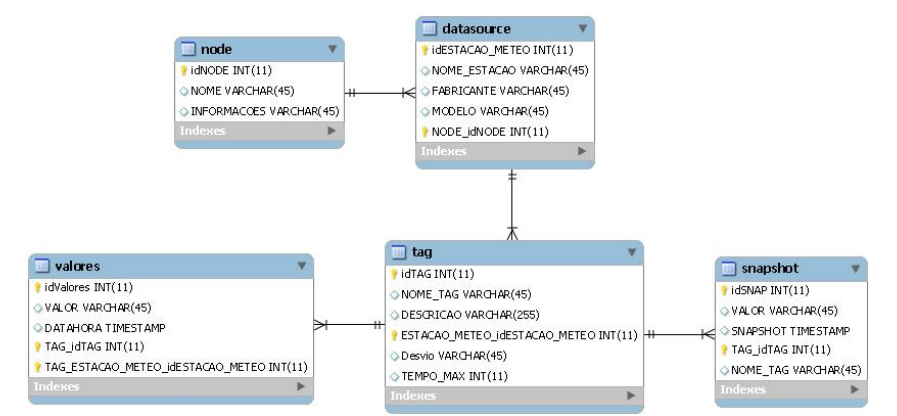 node
idNODE INT(11)
NOME VARCHAR(45)
INFORMACOES VARCHAR(45)
Indexes
datasource
idESTACAO_METEO INT(11)
NOME_ESTACAO VARCHAR(45)
FABRICANTE VARCHAR(45)
MODELO VARCHAR(45)
NODE_idNODE INT(11)
Indexes
valores
idValores INT(11)
VALOR VARCHAR(45)
DATAHORA TIMESTAMP
TAG_idTAG INT(11)
TAG_ESTACAO_METEO_idESTACAO_METEO INT(11)
Indexes
tag
idTAG INT(11)
NOME_TAG VARCHAR(45)
DESCRICAO VARCHAR(255)
ESTACAO_METEO_idESTACAO_METEO INT(11)
Desvio VARCHAR(45)
TEMPO_MAX INT(11)
Indexes
snapshot
idSNAP INT(11)
VALOR VARCHAR(45)
SNAPSHOT TIMESTAMP
TAG_idTAG INT(11)
NOME_TAG VARCHAR(45)
Indexes